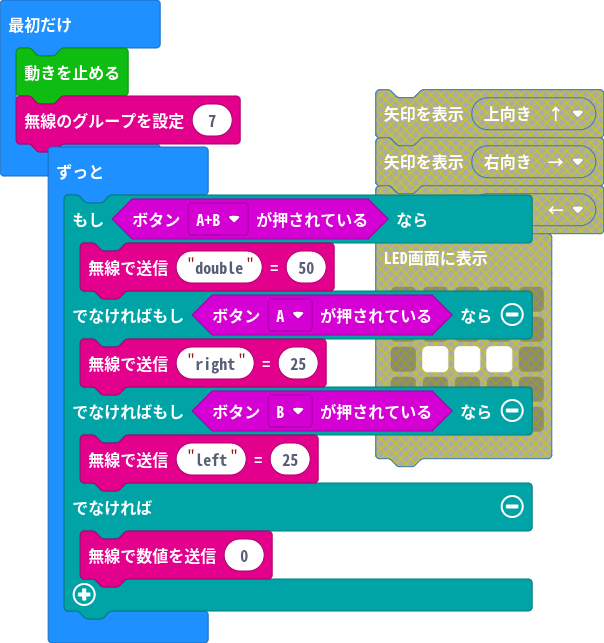 最初だけ
動きを止める
無線のグループを設定 7
ずっと
もし ボタン A+B が押されている なら
無線で送信 "double" = 50
でなければもし ボタン A が押されている なら
無線で送信 "right" = 25
でなければもし ボタン B が押されている なら
無線で送信 "left" = 25
でなければ
無線で数値を送信 0
矢印を表示 上向き ↑
矢印を表示 右向き →
←
LED画面に表示